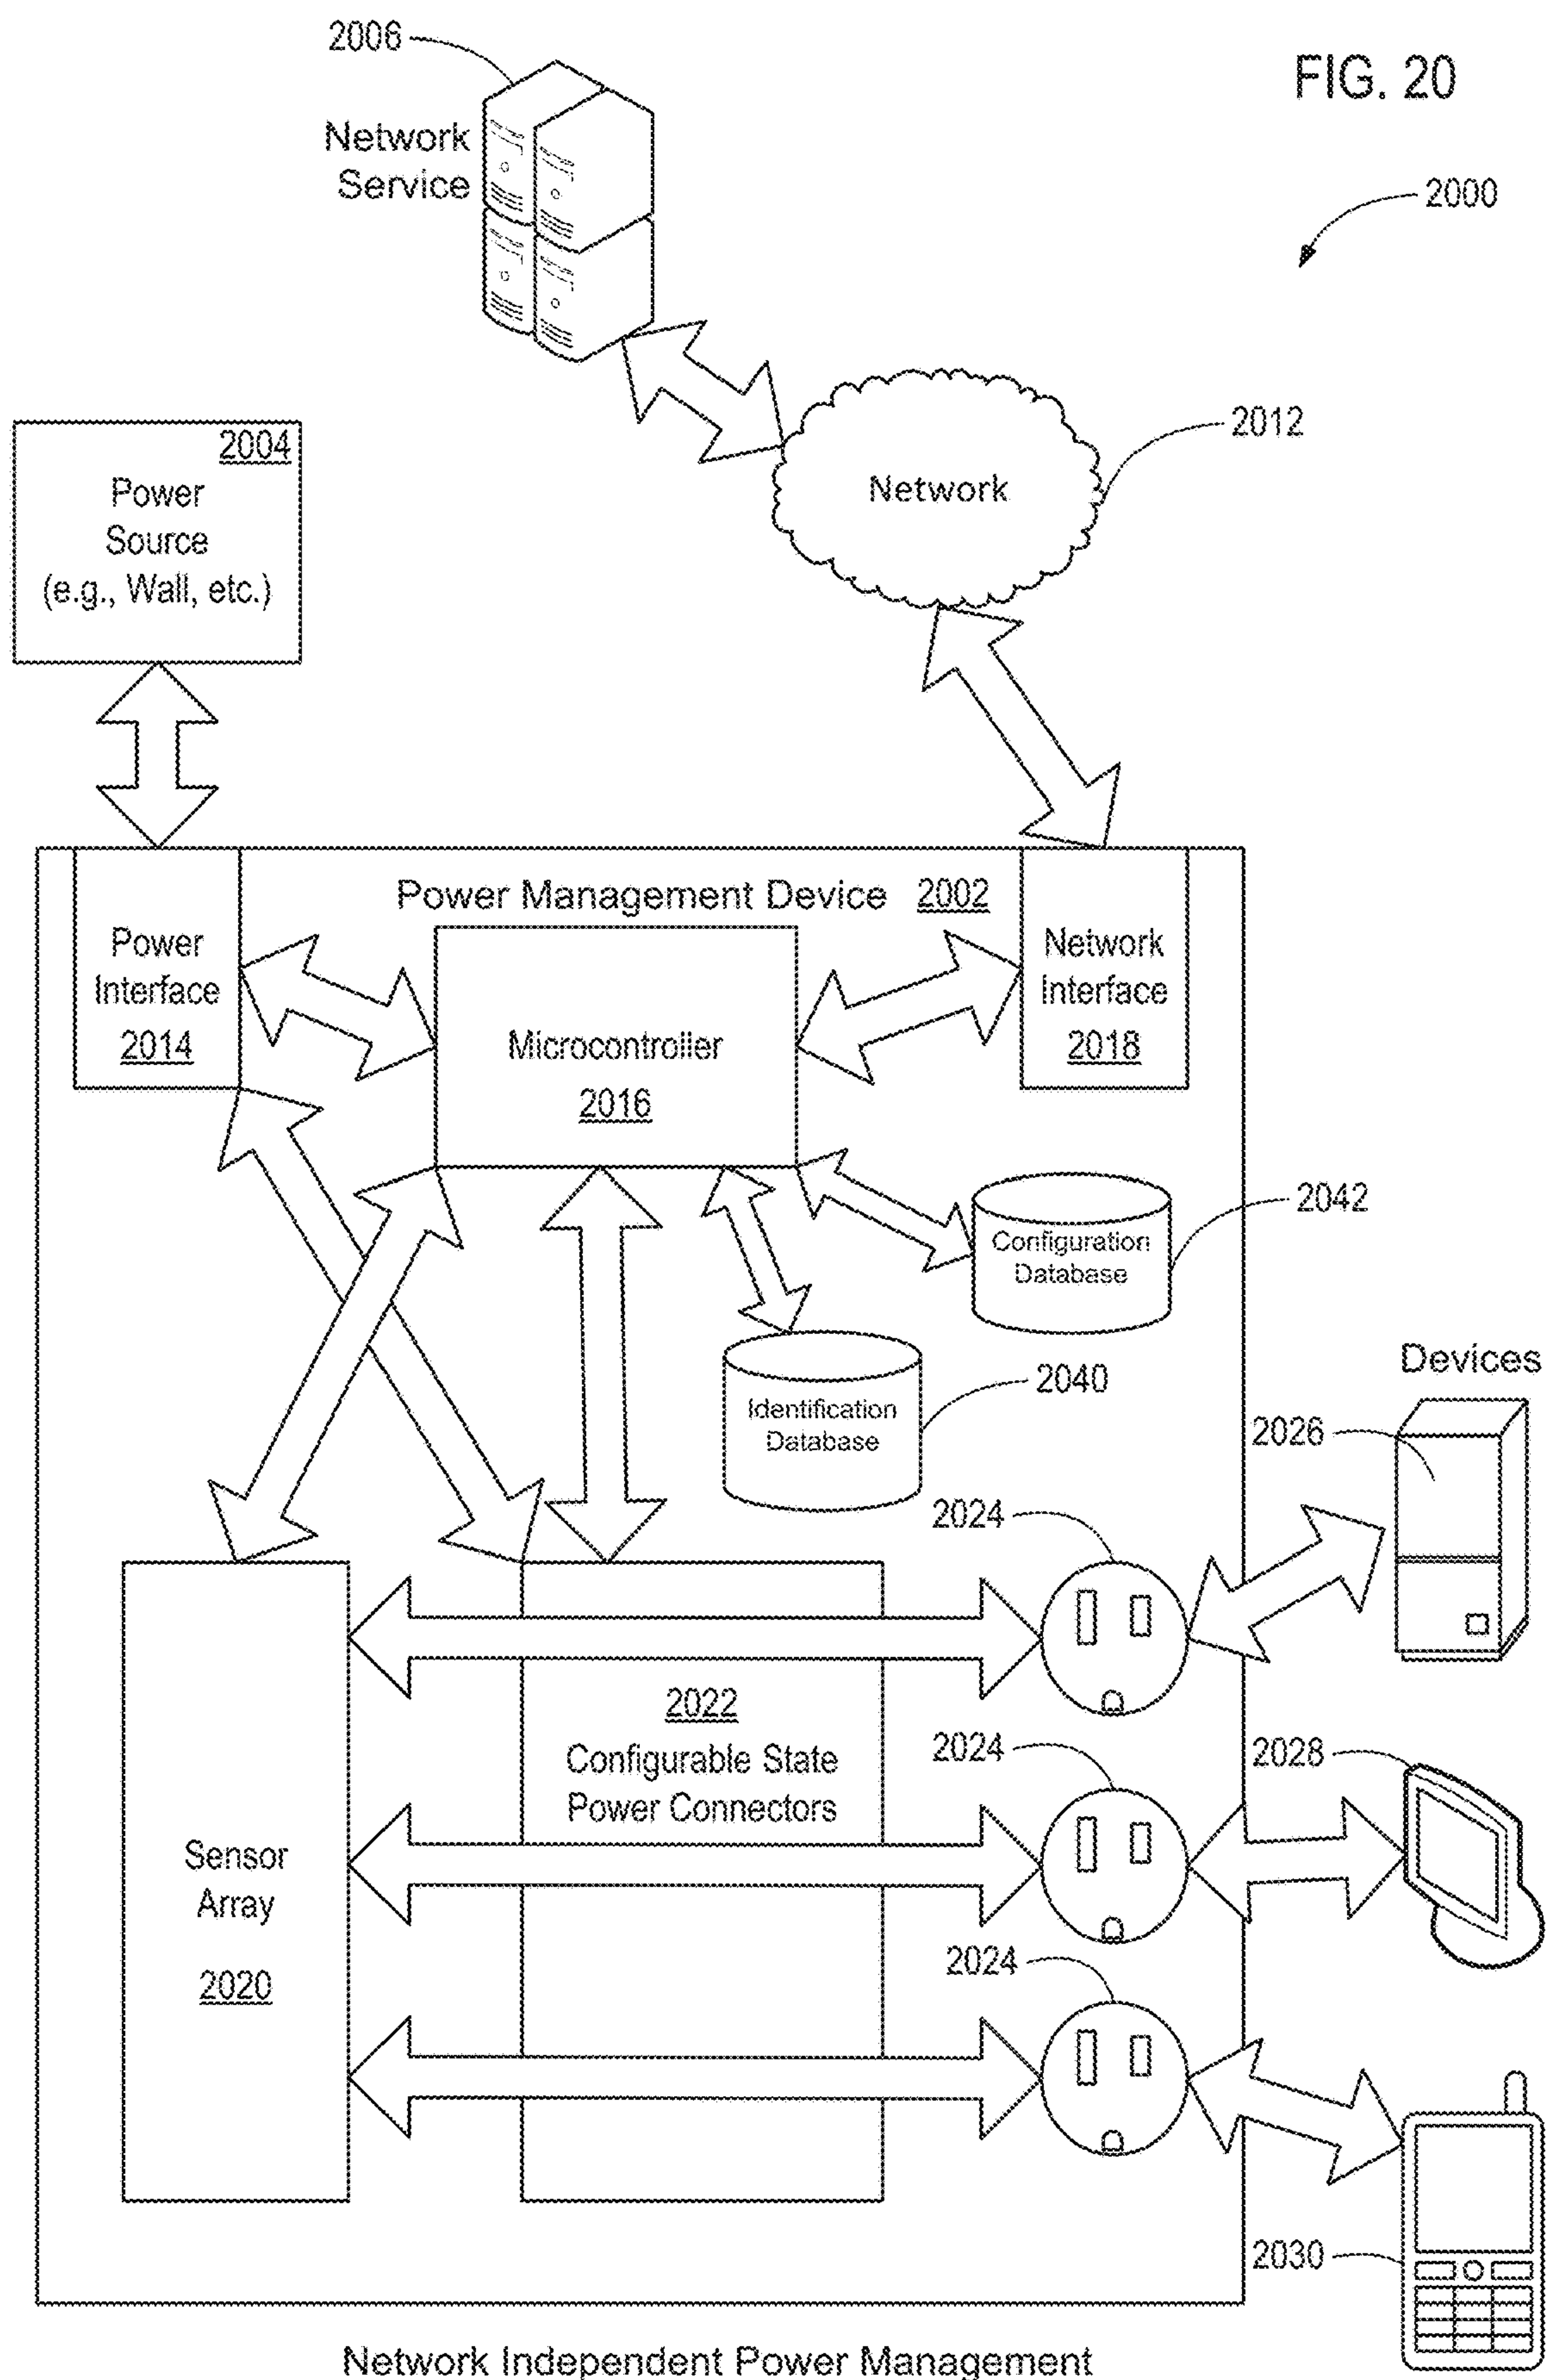 2006
FIG. 20
Network
Service
2000
2004
Power
Source
(e.g., Wall, etc.)
2012
Network
Power Management Device 2002
Power
Interface
2014
Microcontroller
2016
Network
Interface
2018
2042
Configuration
Database
2040
Identification
Database
Devices
2026
2024
2022
Configurable State
Power Connectors
2024
2028
Sensor
Array
2020
2024
2030
Network Independent Power Management